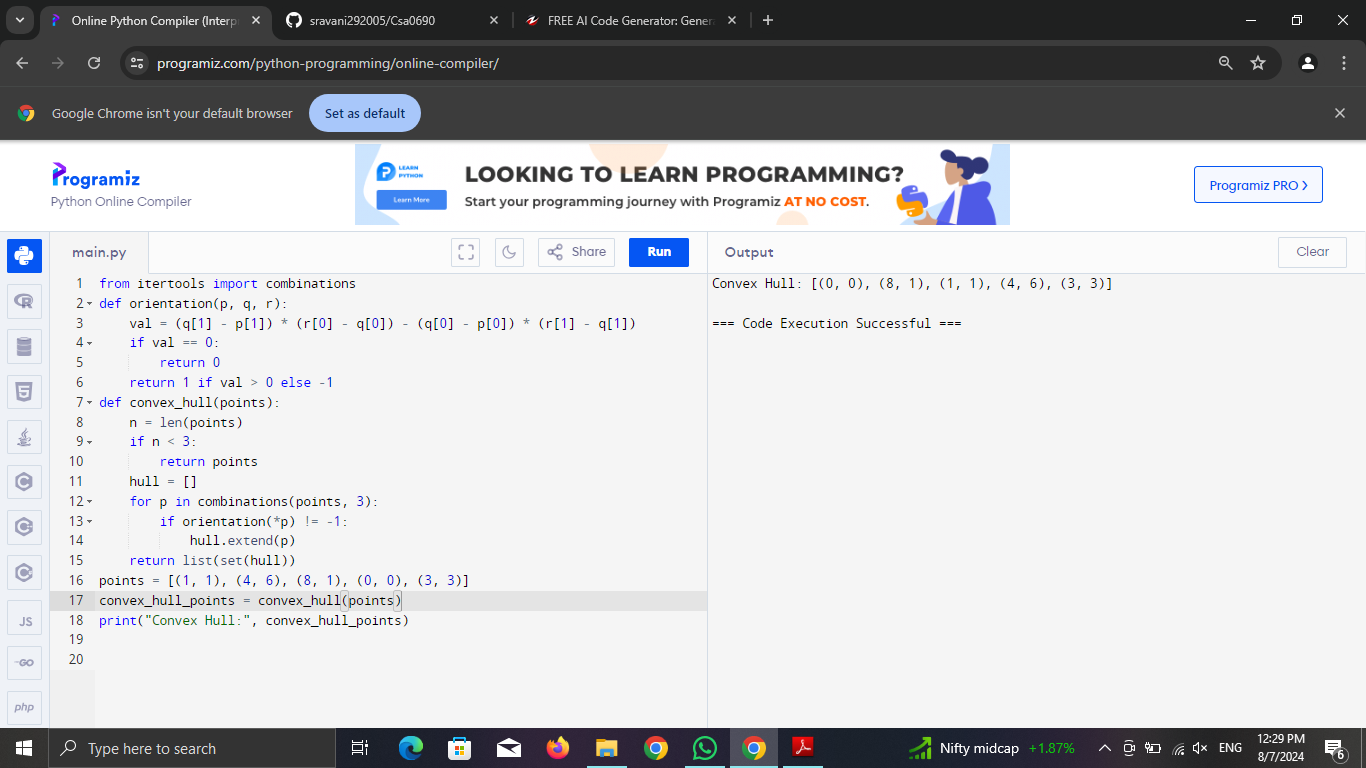 Online Python Compiler (Interp
sravani292005/Csa0690
FREE AI Code Generator: Gener
programiz.com/python-programming/online-compiler/
Google Chrome isn't your default browser
Set as default
Programiz
Python Online Compiler
LEARN
PYTHON
Learn More
LOOKING TO LEARN PROGRAMMING?
Start your programming journey with Programiz AT NO COST.
Programiz PRO
main.py
Share
Run
Output
Clear
1 from itertools import combinations
2 def orientation(p, q, r):
3     val = (q[1] - p[1]) * (r[0] - q[0]) - (q[0] - p[0]) * (r[1] - q[1])
4     if val == 0:
5         return 0
6     return 1 if val > 0 else -1
7 def convex_hull(points):
8     n = len(points)
9     if n < 3:
10         return points
11     hull = []
12     for p in combinations(points, 3):
13         if orientation(*p) != -1:
14             hull.extend(p)
15     return list(set(hull))
16 points = [(1, 1), (4, 6), (8, 1), (0, 0), (3, 3)]
17 convex_hull_points = convex_hull(points)
18 print("Convex Hull:", convex_hull_points)
19
20
Convex Hull: [(0, 0), (8, 1), (1, 1), (4, 6), (3, 3)]
=== Code Execution Successful ===
JS
GO
php
Type here to search
Nifty midcap +1.87%
ENG
12:29 PM
8/7/2024
6